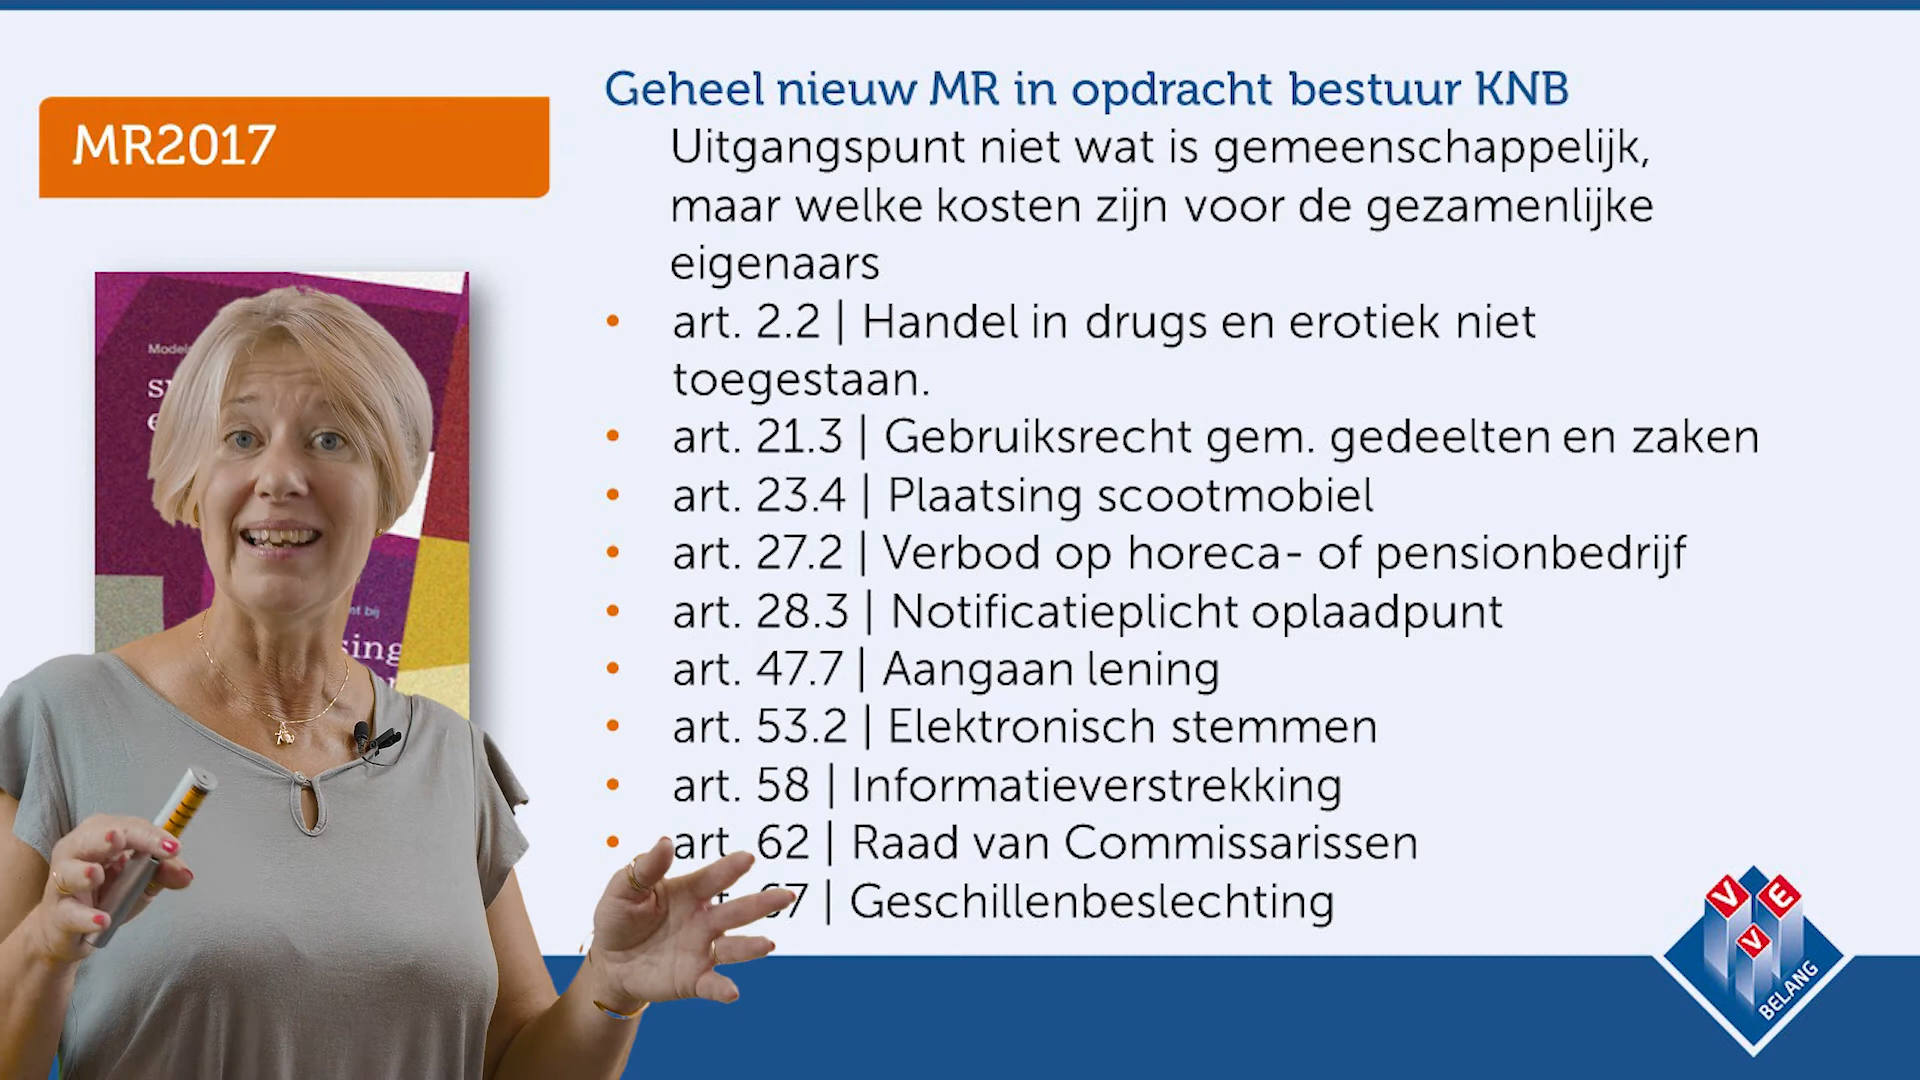 MR2017
Geheel nieuw MR in opdracht bestuur KNB
Uitgangspunt niet wat is gemeenschappelijk,
maar welke kosten zijn voor de gezamenlijke
eigenaars
• art. 2.2 | Handel in drugs en erotiek niet
toegestaan.
• art. 21.3 | Gebruiksrecht gem. gedeelten en zaken
• art. 23.4 | Plaatsing scootmobiel
• art. 27.2 | Verbod op horeca- of pensionbedrijf
• art. 28.3 | Notificatieplicht oplaadpunt
• art. 47.7 | Aangaan lening
• art. 53.2 | Elektronisch stemmen
• art. 58 | Informatieverstrekking
• art. 62 | Raad van Commissarissen
67 | Geschillenbeslechting
bij
VVE
BELANG